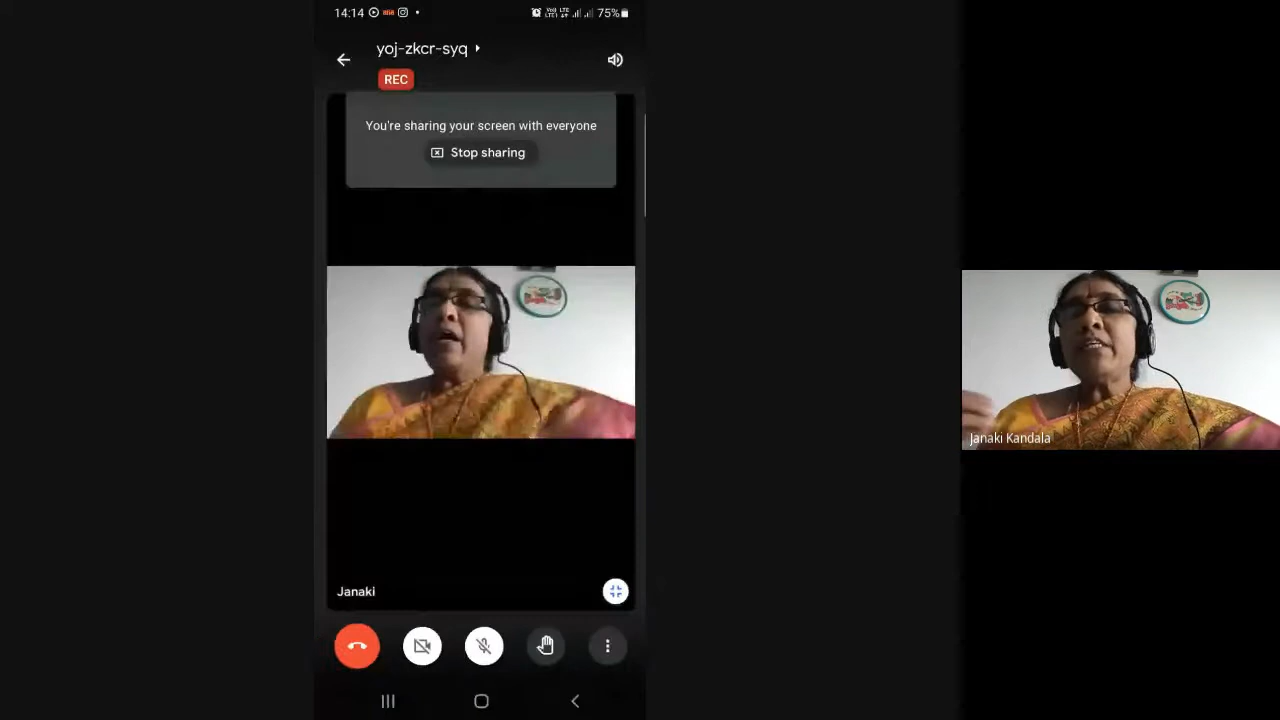 14:14 75%
yoj-zkcr-syq
REC
You're sharing your screen with everyone
Stop sharing
Janaki Kandala
Janaki